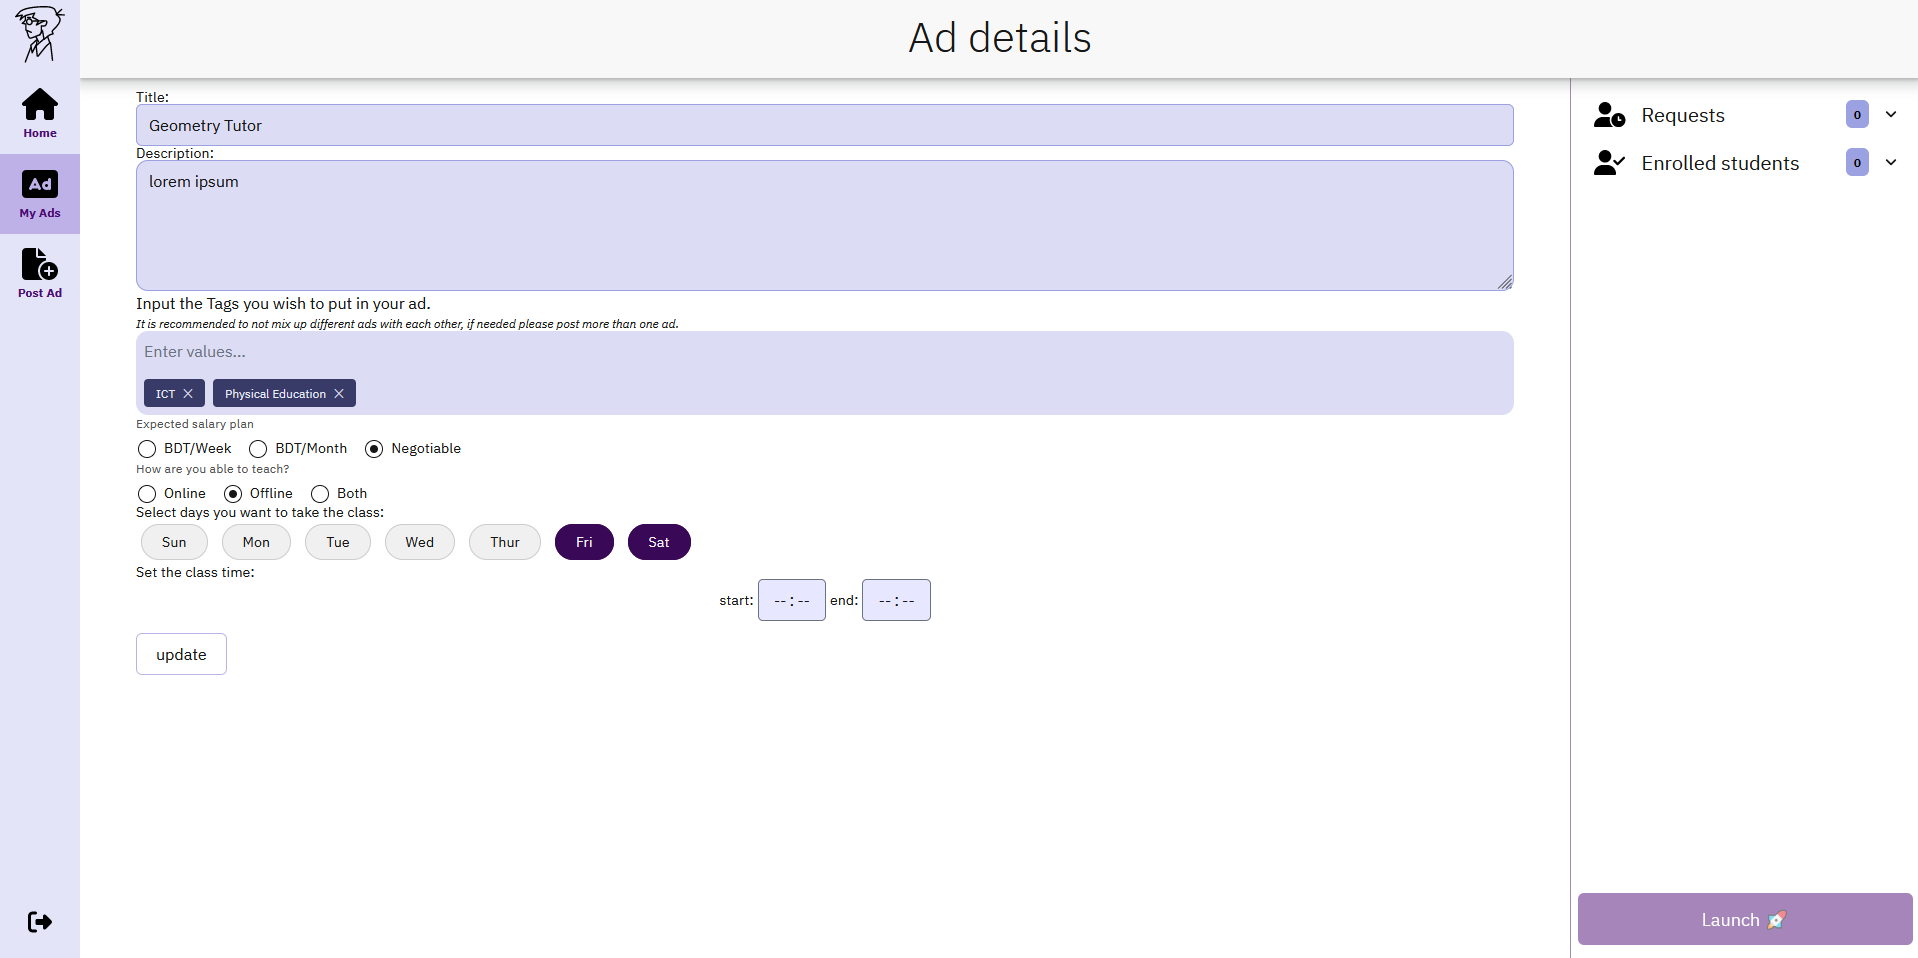 Ad details
Home
Ad
My Ads
Post Ad
Title:
Geometry Tutor
Description:
lorem ipsum
Input the Tags you wish to put in your ad.
It is recommended to not mix up different ads with each other, if needed please post more than one ad.
Enter values...
ICT Physical Education
Expected salary plan
BDT/Week BDT/Month Negotiable
How are you able to teach?
Online Offline Both
Select days you want to take the class:
Sun Mon Tue Wed Thur Fri Sat
Set the class time:
start: --:-- end: --:--
update
Requests 0
Enrolled students 0
Launch 🚀